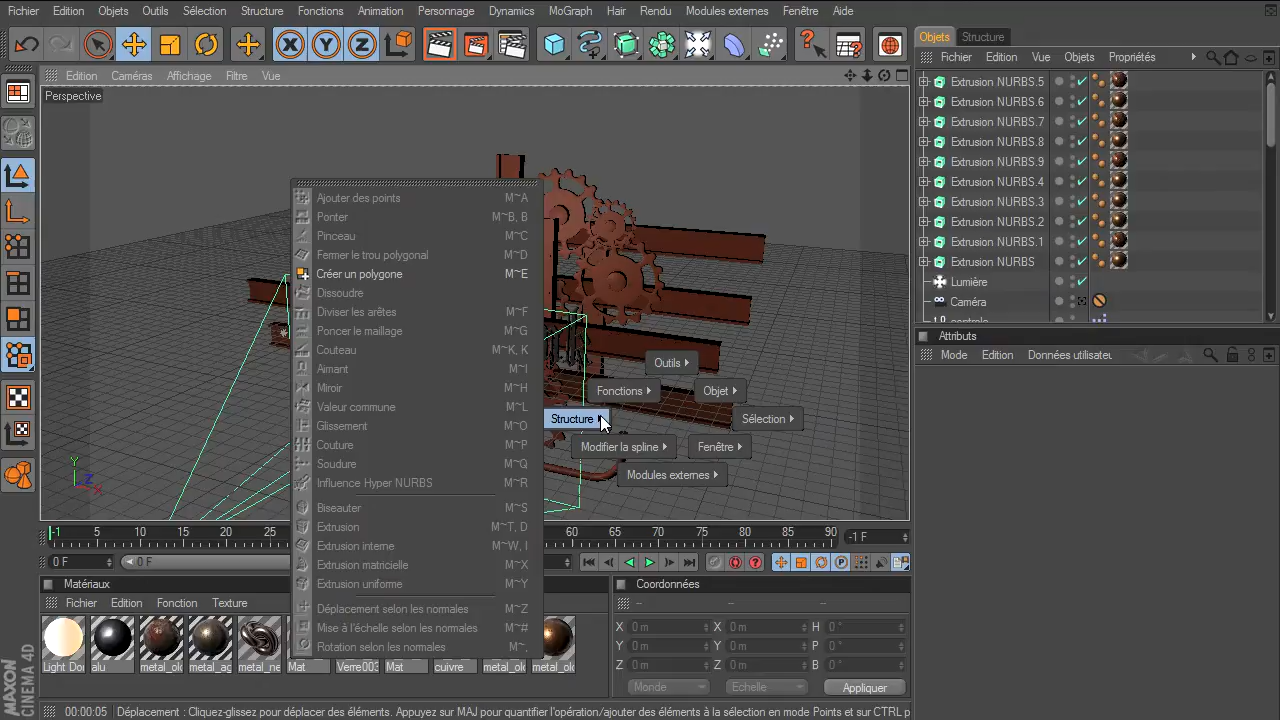 Fichier Edition Objets Outils Sélection Structure Fonctions Animation Personnage Dynamics MoGraph Hair Rendu Modules externes Fenêtre Aide
Edition Caméras Affichage Filtre Vue
Perspective
Objets Structure
Fichier Edition Vue Objets Propriétés
Extrusion NURBS.5
Extrusion NURBS.6
Extrusion NURBS.7
Extrusion NURBS.8
Extrusion NURBS.9
Extrusion NURBS.4
Extrusion NURBS.3
Extrusion NURBS.2
Extrusion NURBS.1
Extrusion NURBS
Lumière
Caméra
Attributs
Mode Edition Données utilisateu
Ajouter des points M~A
Ponter M~B, B
Pinceau M~C
Fermer le trou polygonal M~D
Créer un polygone M~E
Dissoudre
Diviser les arêtes M~F
Poncer le maillage M~G
Couteau M~K, K
Aimant M~I
Miroir M~H
Valeur commune M~L
Glissement M~O
Couture M~P
Soudure M~Q
Influence Hyper NURBS M~R
Biseauter M~S
Extrusion M~T, D
Extrusion interne M~W, I
Extrusion matricielle M~X
Extrusion uniforme M~Y
Déplacement selon les normales M~Z
Mise à l'échelle selon les normales M~#
Rotation selon les normales M~,
Outils
Fonctions Objet
Structure Sélection
Modifier la spline Fenêtre
Modules externes
-1 5 10 15 20 25 60 65 70 75 80 85 90 -1 F
0 F 0 F
Matériaux
Fichier Edition Fonction Texture
Light Do alu metal_ol metal_ag metal_ne Mat Verre003 Mat cuivre metal_ol metal_ol
Coordonnées
-- -- --
X 0 m X 0 m H 0 °
Y 0 m Y 0 m P 0 °
Z 0 m Z 0 m B 0 °
Monde Echelle Appliquer
MAXON
CINEMA 4D
00:00:05 Déplacement : Cliquez-glissez pour déplacer des éléments. Appuyez sur MAJ pour quantifier l'opération/ajouter des éléments à la sélection en mode Points et sur CTRL p